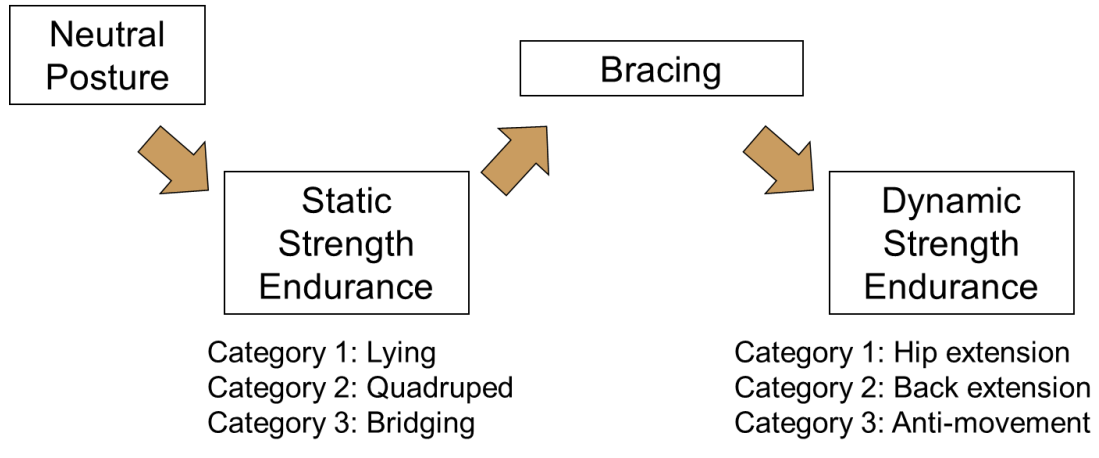 Neutral
Posture
Static
Strength
Endurance
Category 1: Lying
Category 2: Quadruped
Category 3: Bridging
Bracing
Dynamic
Strength
Endurance
Category 1: Hip extension
Category 2: Back extension
Category 3: Anti-movement